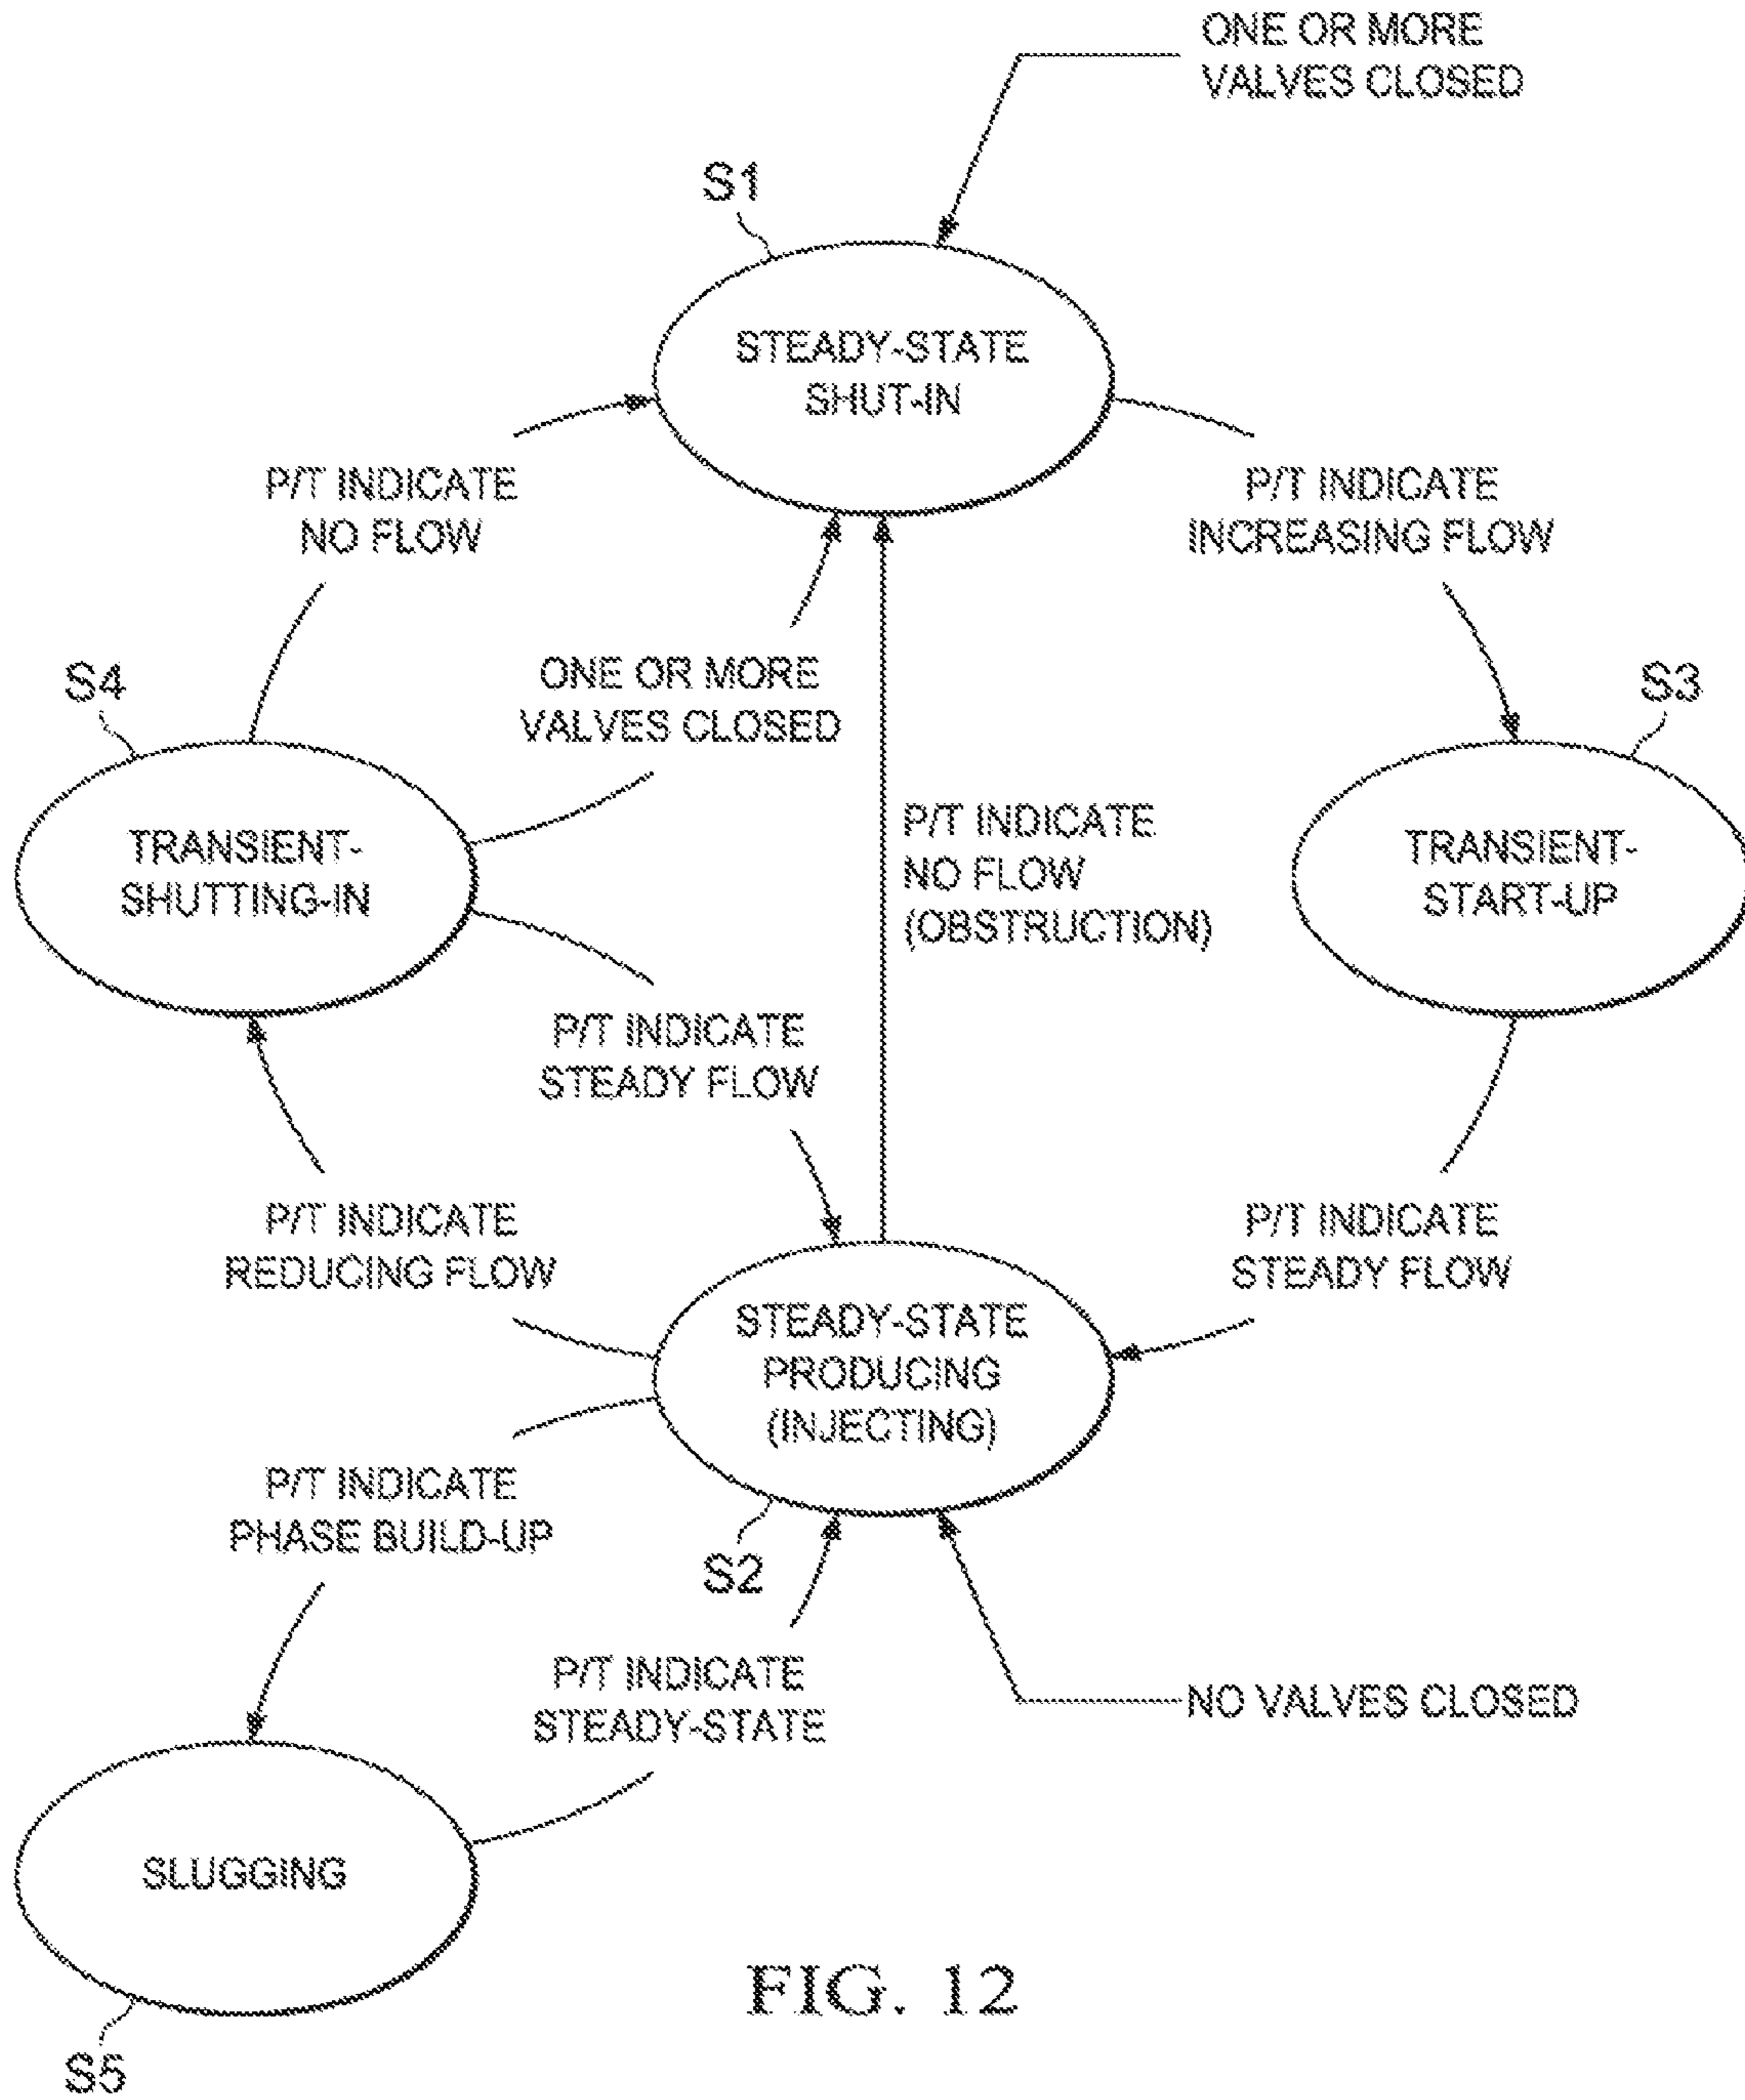 ONE OR MORE
VALVES CLOSED
S1
STEADY-STATE
SHUT-IN
P/T INDICATE
NO FLOW
P/T INDICATE
INCREASING FLOW
S4
ONE OR MORE
VALVES CLOSED
S3
TRANSIENT-
SHUTTING-IN
P/T INDICATE
NO FLOW
(OBSTRUCTION)
TRANSIENT-
START-UP
P/T INDICATE
STEADY FLOW
P/T INDICATE
REDUCING FLOW
P/T INDICATE
STEADY FLOW
STEADY-STATE
PRODUCING
(INJECTING)
P/T INDICATE
PHASE BUILD-UP
S2
P/T INDICATE
STEADY-STATE
NO VALVES CLOSED
SLUGGING
S5
FIG. 12